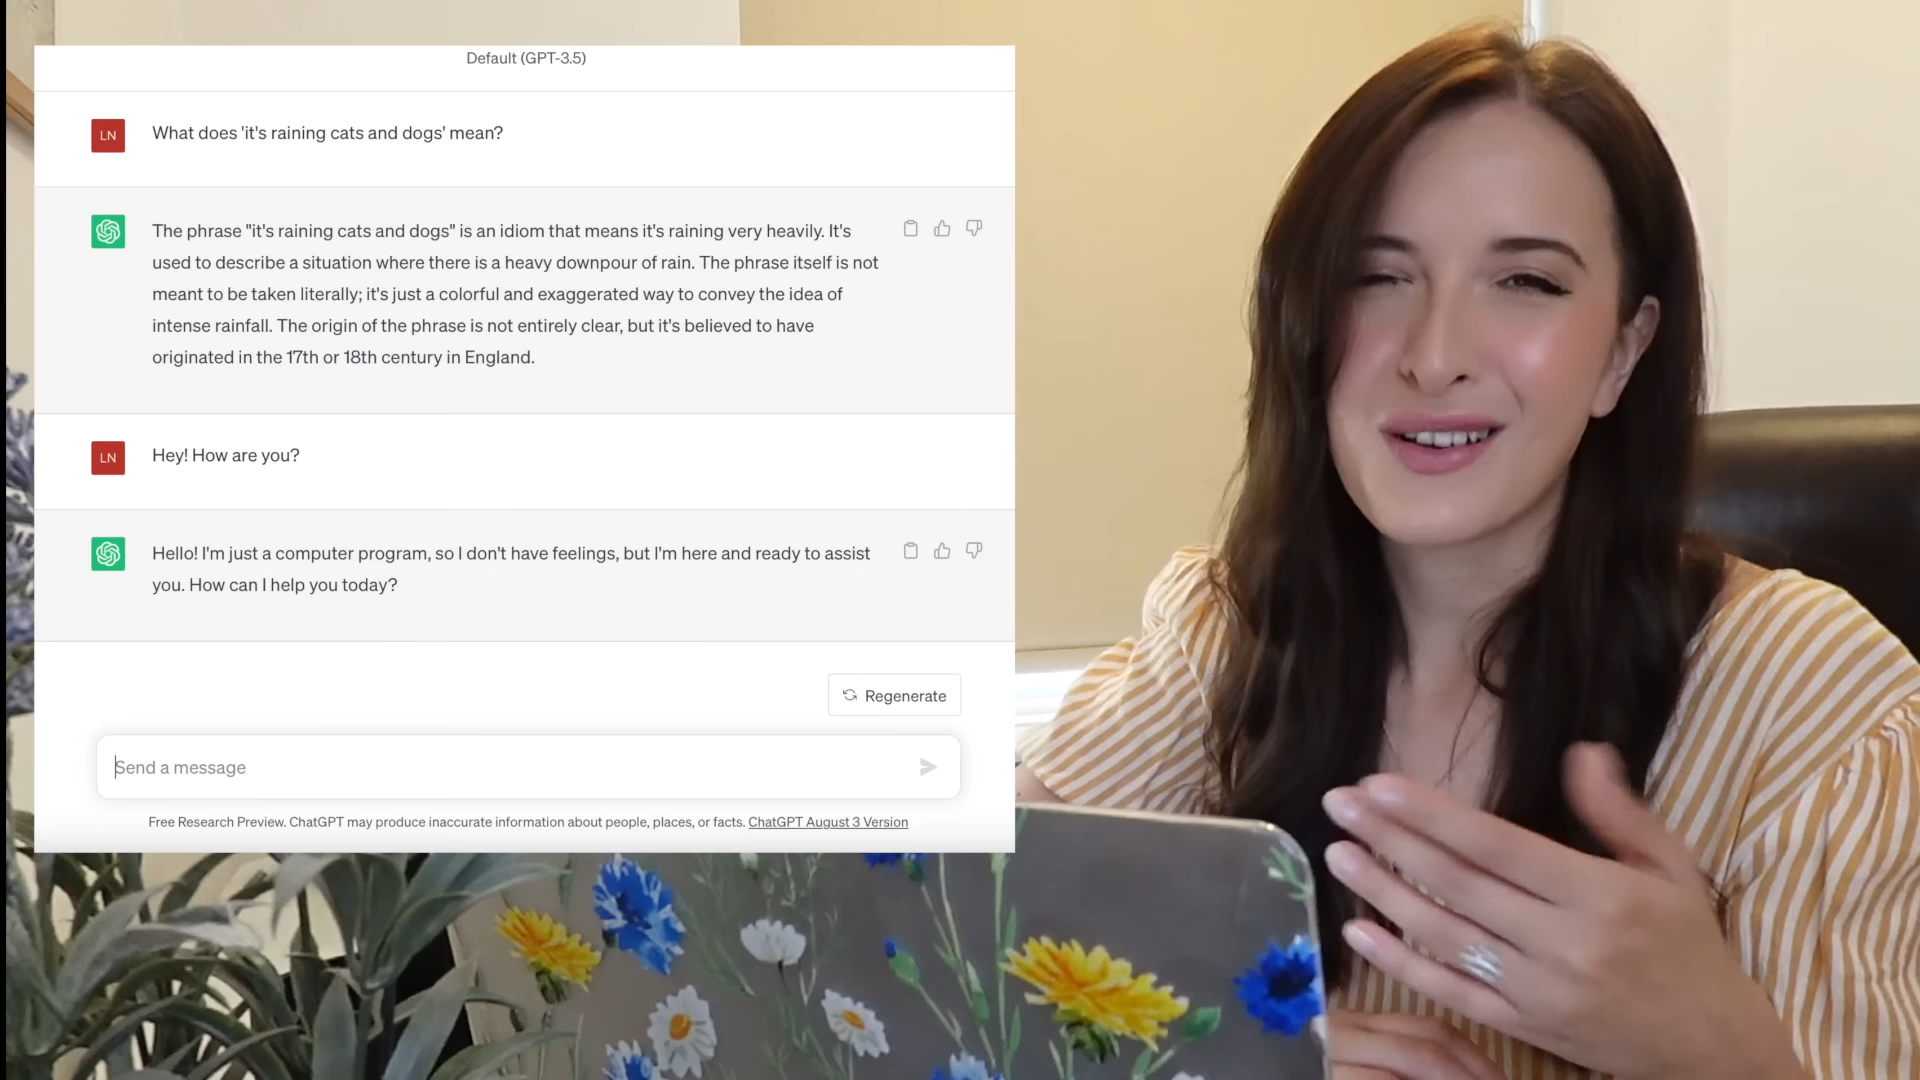 Default (GPT-3.5)
LN
What does 'it's raining cats and dogs' mean?
The phrase "it's raining cats and dogs" is an idiom that means it's raining very heavily. It's
used to describe a situation where there is a heavy downpour of rain. The phrase itself is not
meant to be taken literally; it's just a colorful and exaggerated way to convey the idea of
intense rainfall. The origin of the phrase is not entirely clear, but it's believed to have
originated in the 17th or 18th century in England.
LN
Hey! How are you?
Hello! I'm just a computer program, so I don't have feelings, but I'm here and ready to assist
you. How can I help you today?
Regenerate
Send a message
Free Research Preview. ChatGPT may produce inaccurate information about people, places, or facts. ChatGPT August 3 Version